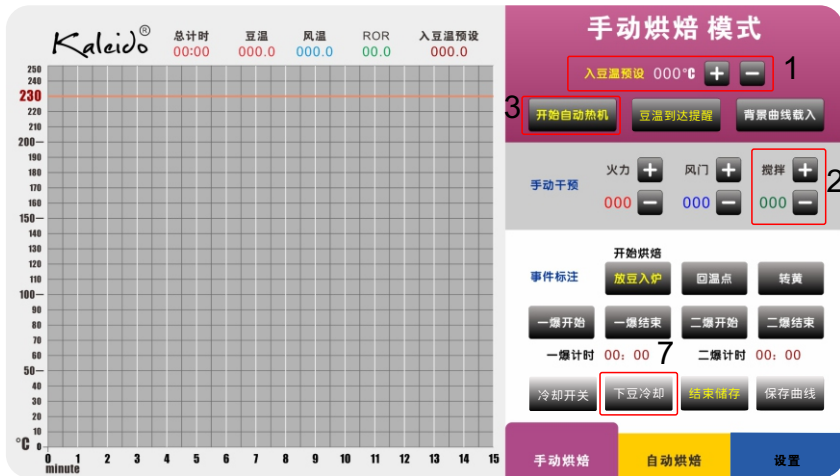 Kaleido®
总计时 豆温 风温 ROR 入豆温预设
00:00 000.0 000.0 00.0 000.0
250
240
230
220
210
200
190
180
170
160
150
140
130
120
110
100
90
80
70
60
50
40
30
20
10
°C 0
0 1 2 3 4 5 6 7 8 9 10 11 12 13 14 15
minute
手动烘焙 模式
入豆温预设 000°C + − 1
3 开始自动热机 豆温到达提醒 背景曲线载入
手动干预
火力 + 风门 + 搅拌 + 2
000 − 000 − 000 −
开始烘焙
事件标注 放豆入炉 回温点 转黄
一爆开始 一爆结束 二爆开始 二爆结束
一爆计时 00: 00 7 二爆计时 00: 00
冷却开关 下豆冷却 结束储存 保存曲线
手动烘焙 自动烘焙 设置